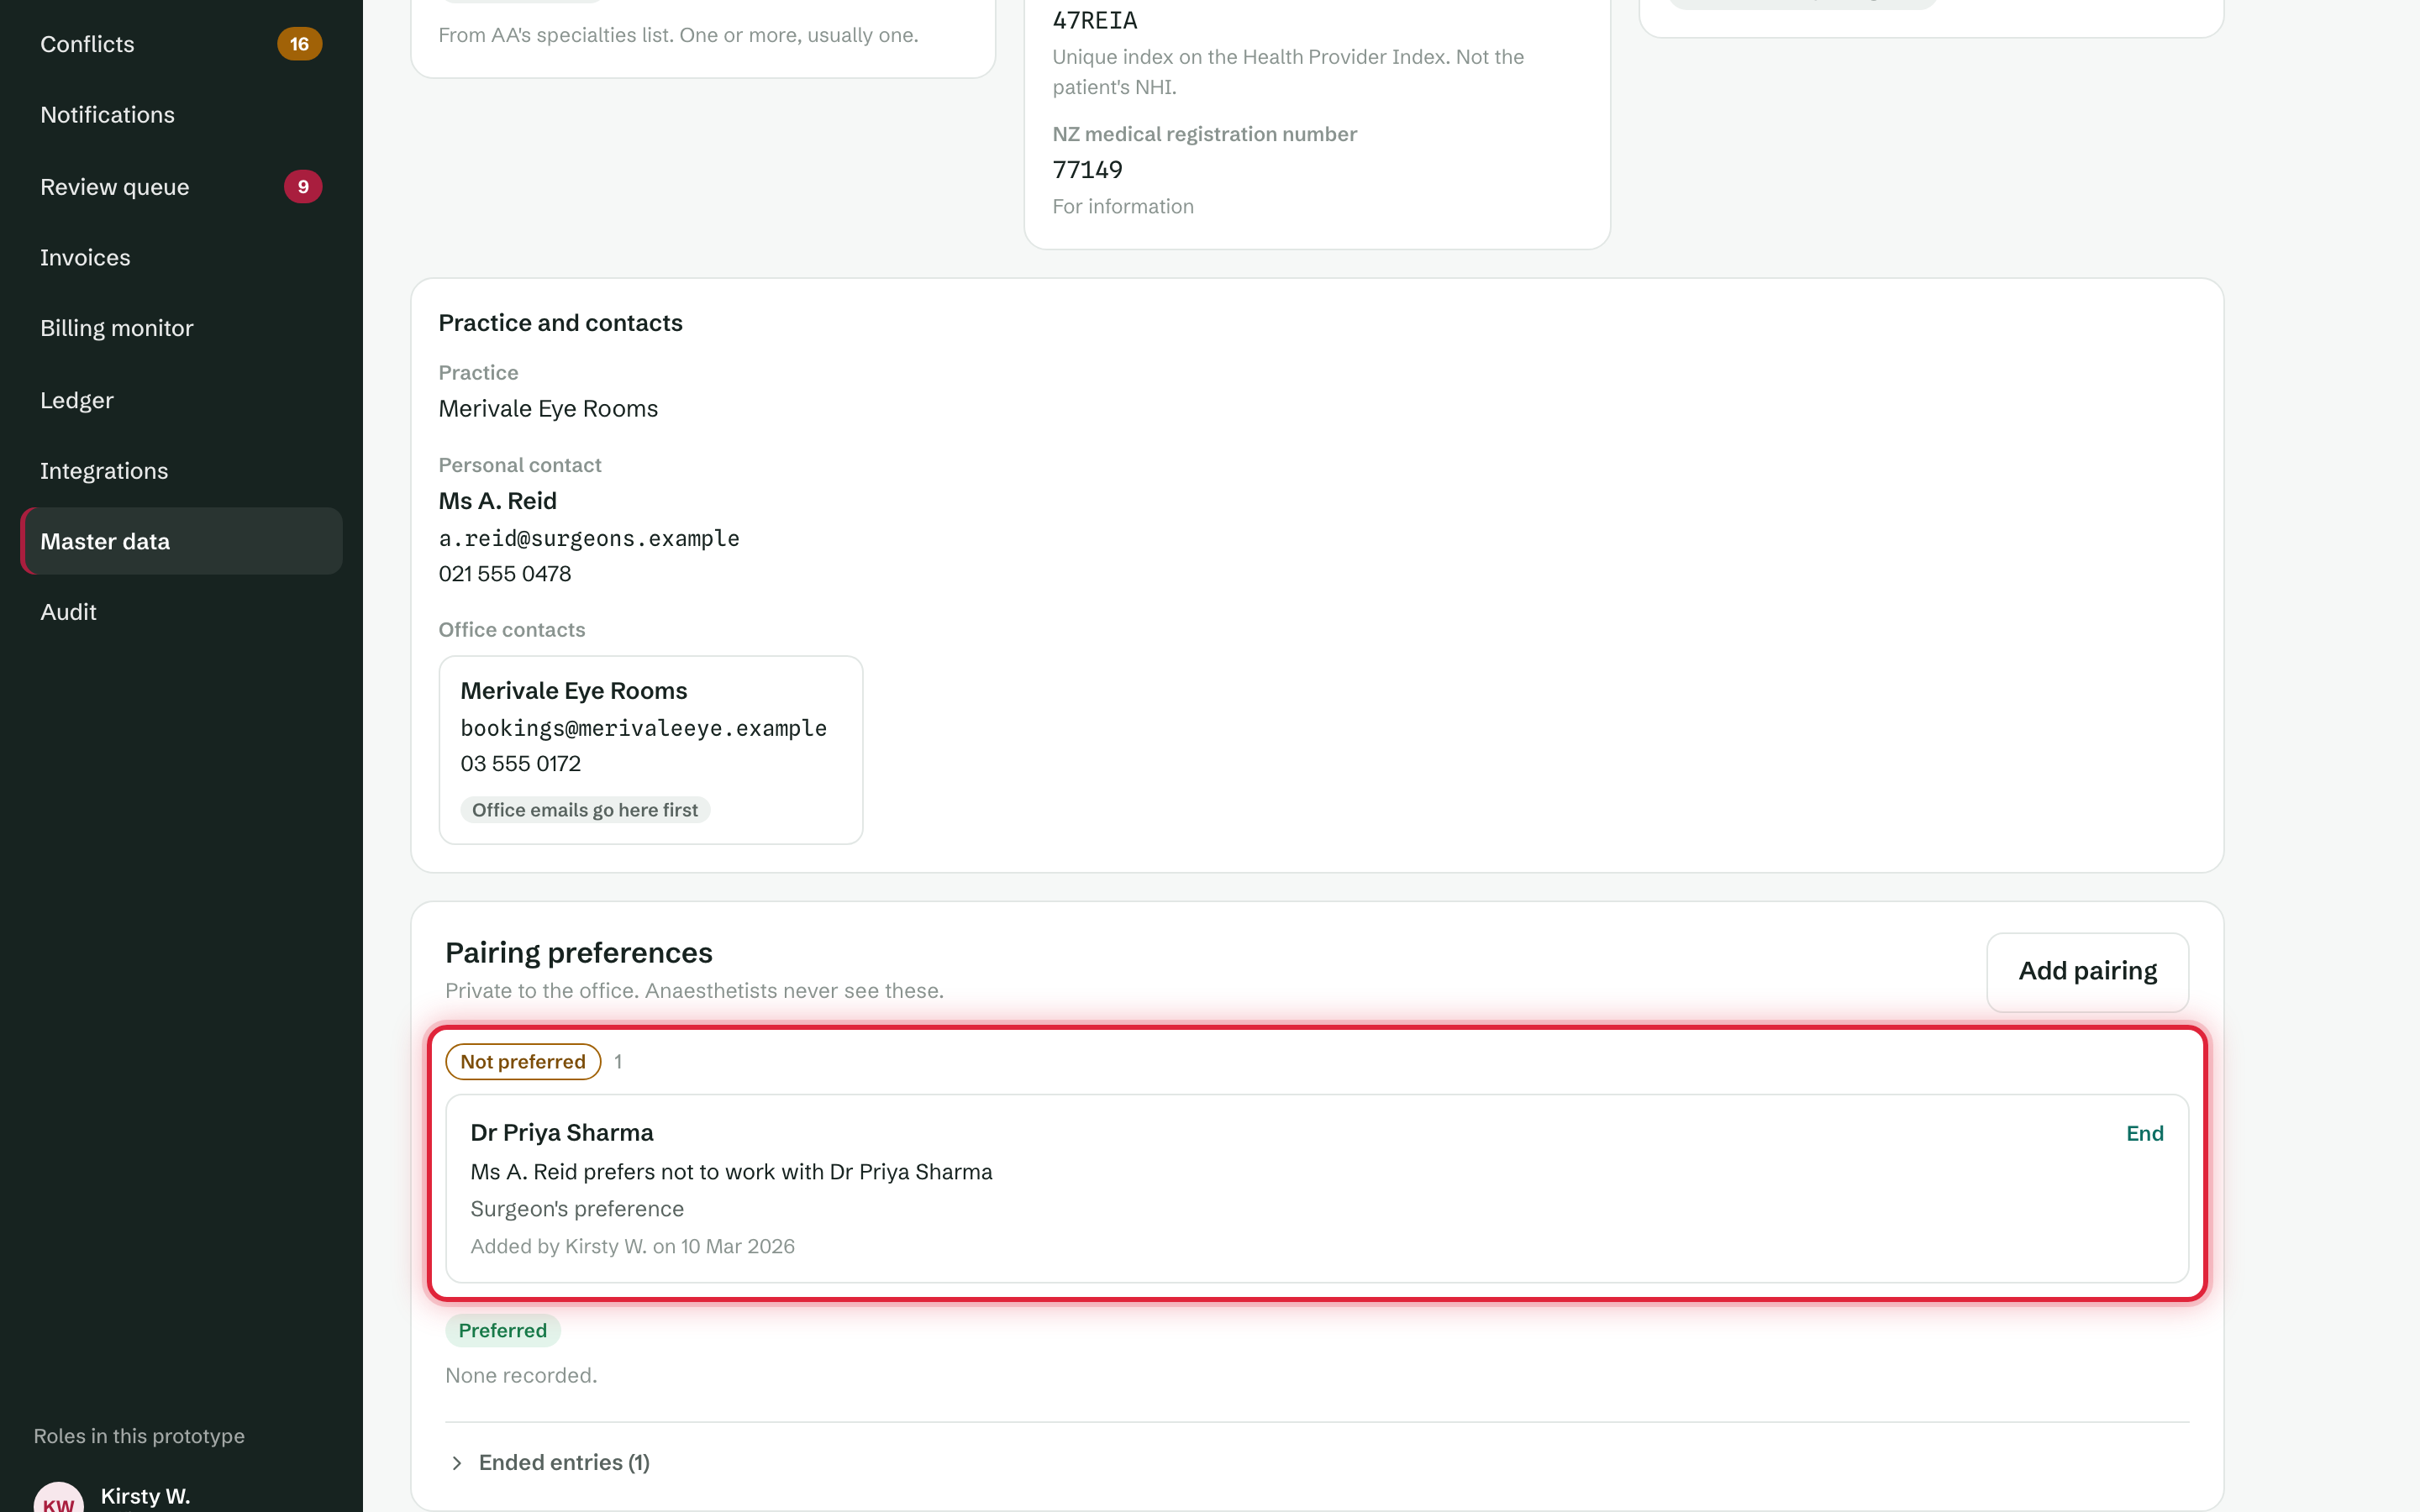 Conflicts
16
Notifications
Review queue
9
Invoices
Billing monitor
Ledger
Integrations
Master data
Audit
Roles in this prototype
KW
Kirsty W.
From AA's specialties list. One or more, usually one.
47REIA
Unique index on the Health Provider Index. Not the
patient's NHI.
NZ medical registration number
77149
For information
Practice and contacts
Practice
Merivale Eye Rooms
Personal contact
Ms A. Reid
a.reid@surgeons.example
021 555 0478
Office contacts
Merivale Eye Rooms
bookings@merivaleeye.example
03 555 0172
Office emails go here first
Pairing preferences
Private to the office. Anaesthetists never see these.
Add pairing
Not preferred 1
Dr Priya Sharma
End
Ms A. Reid prefers not to work with Dr Priya Sharma
Surgeon's preference
Added by Kirsty W. on 10 Mar 2026
Preferred
None recorded.
Ended entries (1)